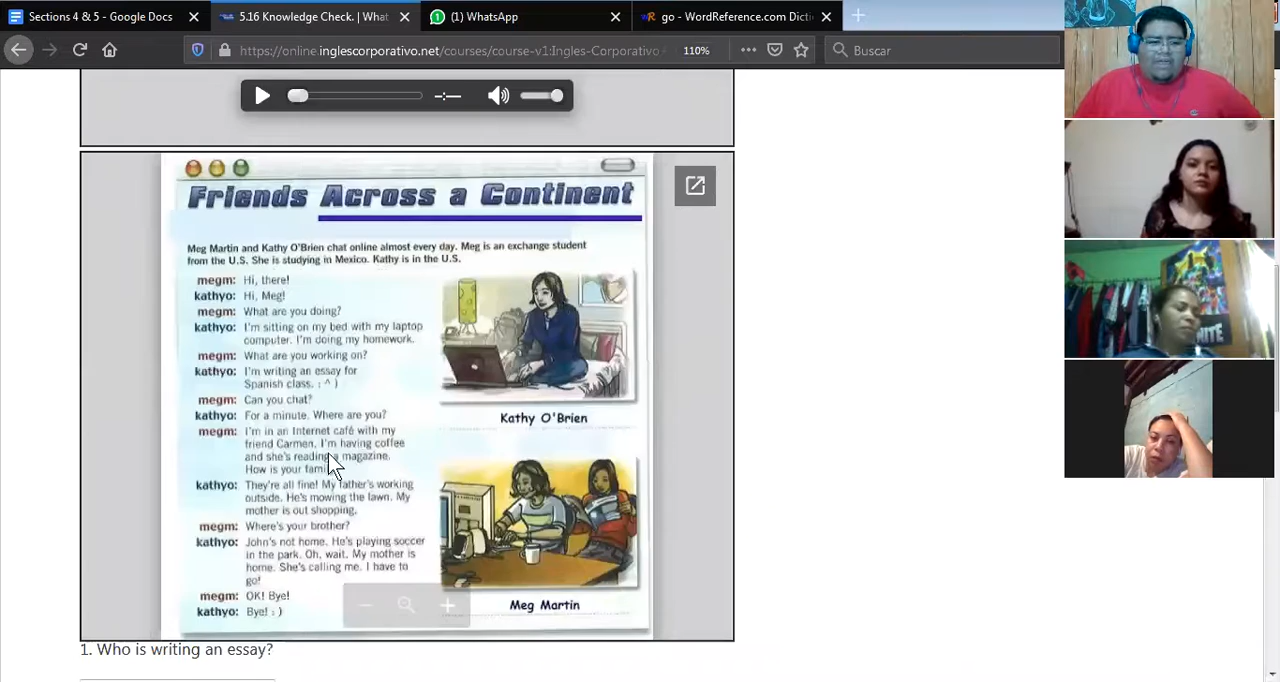 Sections 4 & 5 - Google Docs
5.16 Knowledge Check. | What
(1) WhatsApp
go - WordReference.com Dicti
https://online.inglescorporativo.net/courses/course-v1:Ingles-Corporativo
110%
Buscar
Friends Across a Continent
Meg Martin and Kathy O'Brien chat online almost every day. Meg is an exchange student
from the U.S. She is studying in Mexico. Kathy is in the U.S.
megm: Hi, there!
kathyo: Hi, Meg!
megm: What are you doing?
kathyo: I'm sitting on my bed with my laptop
computer. I'm doing my homework.
megm: What are you working on?
kathyo: I'm writing an essay for
Spanish class. : ^ )
megm: Can you chat?
kathyo: For a minute. Where are you?
megm: I'm in an Internet café with my
friend Carmen. I'm having coffee
and she's reading a magazine.
How is your
kathyo: They're all fine! My father's working
outside. He's mowing the lawn. My
mother is out shopping.
megm: Where's your brother?
kathyo: John's not home. He's playing soccer
in the park. Oh, wait. My mother is
home. She's calling me. I have to
go!
megm: OK! Bye!
kathyo: Bye! : )
Kathy O'Brien
Meg Martin
1. Who is writing an essay?